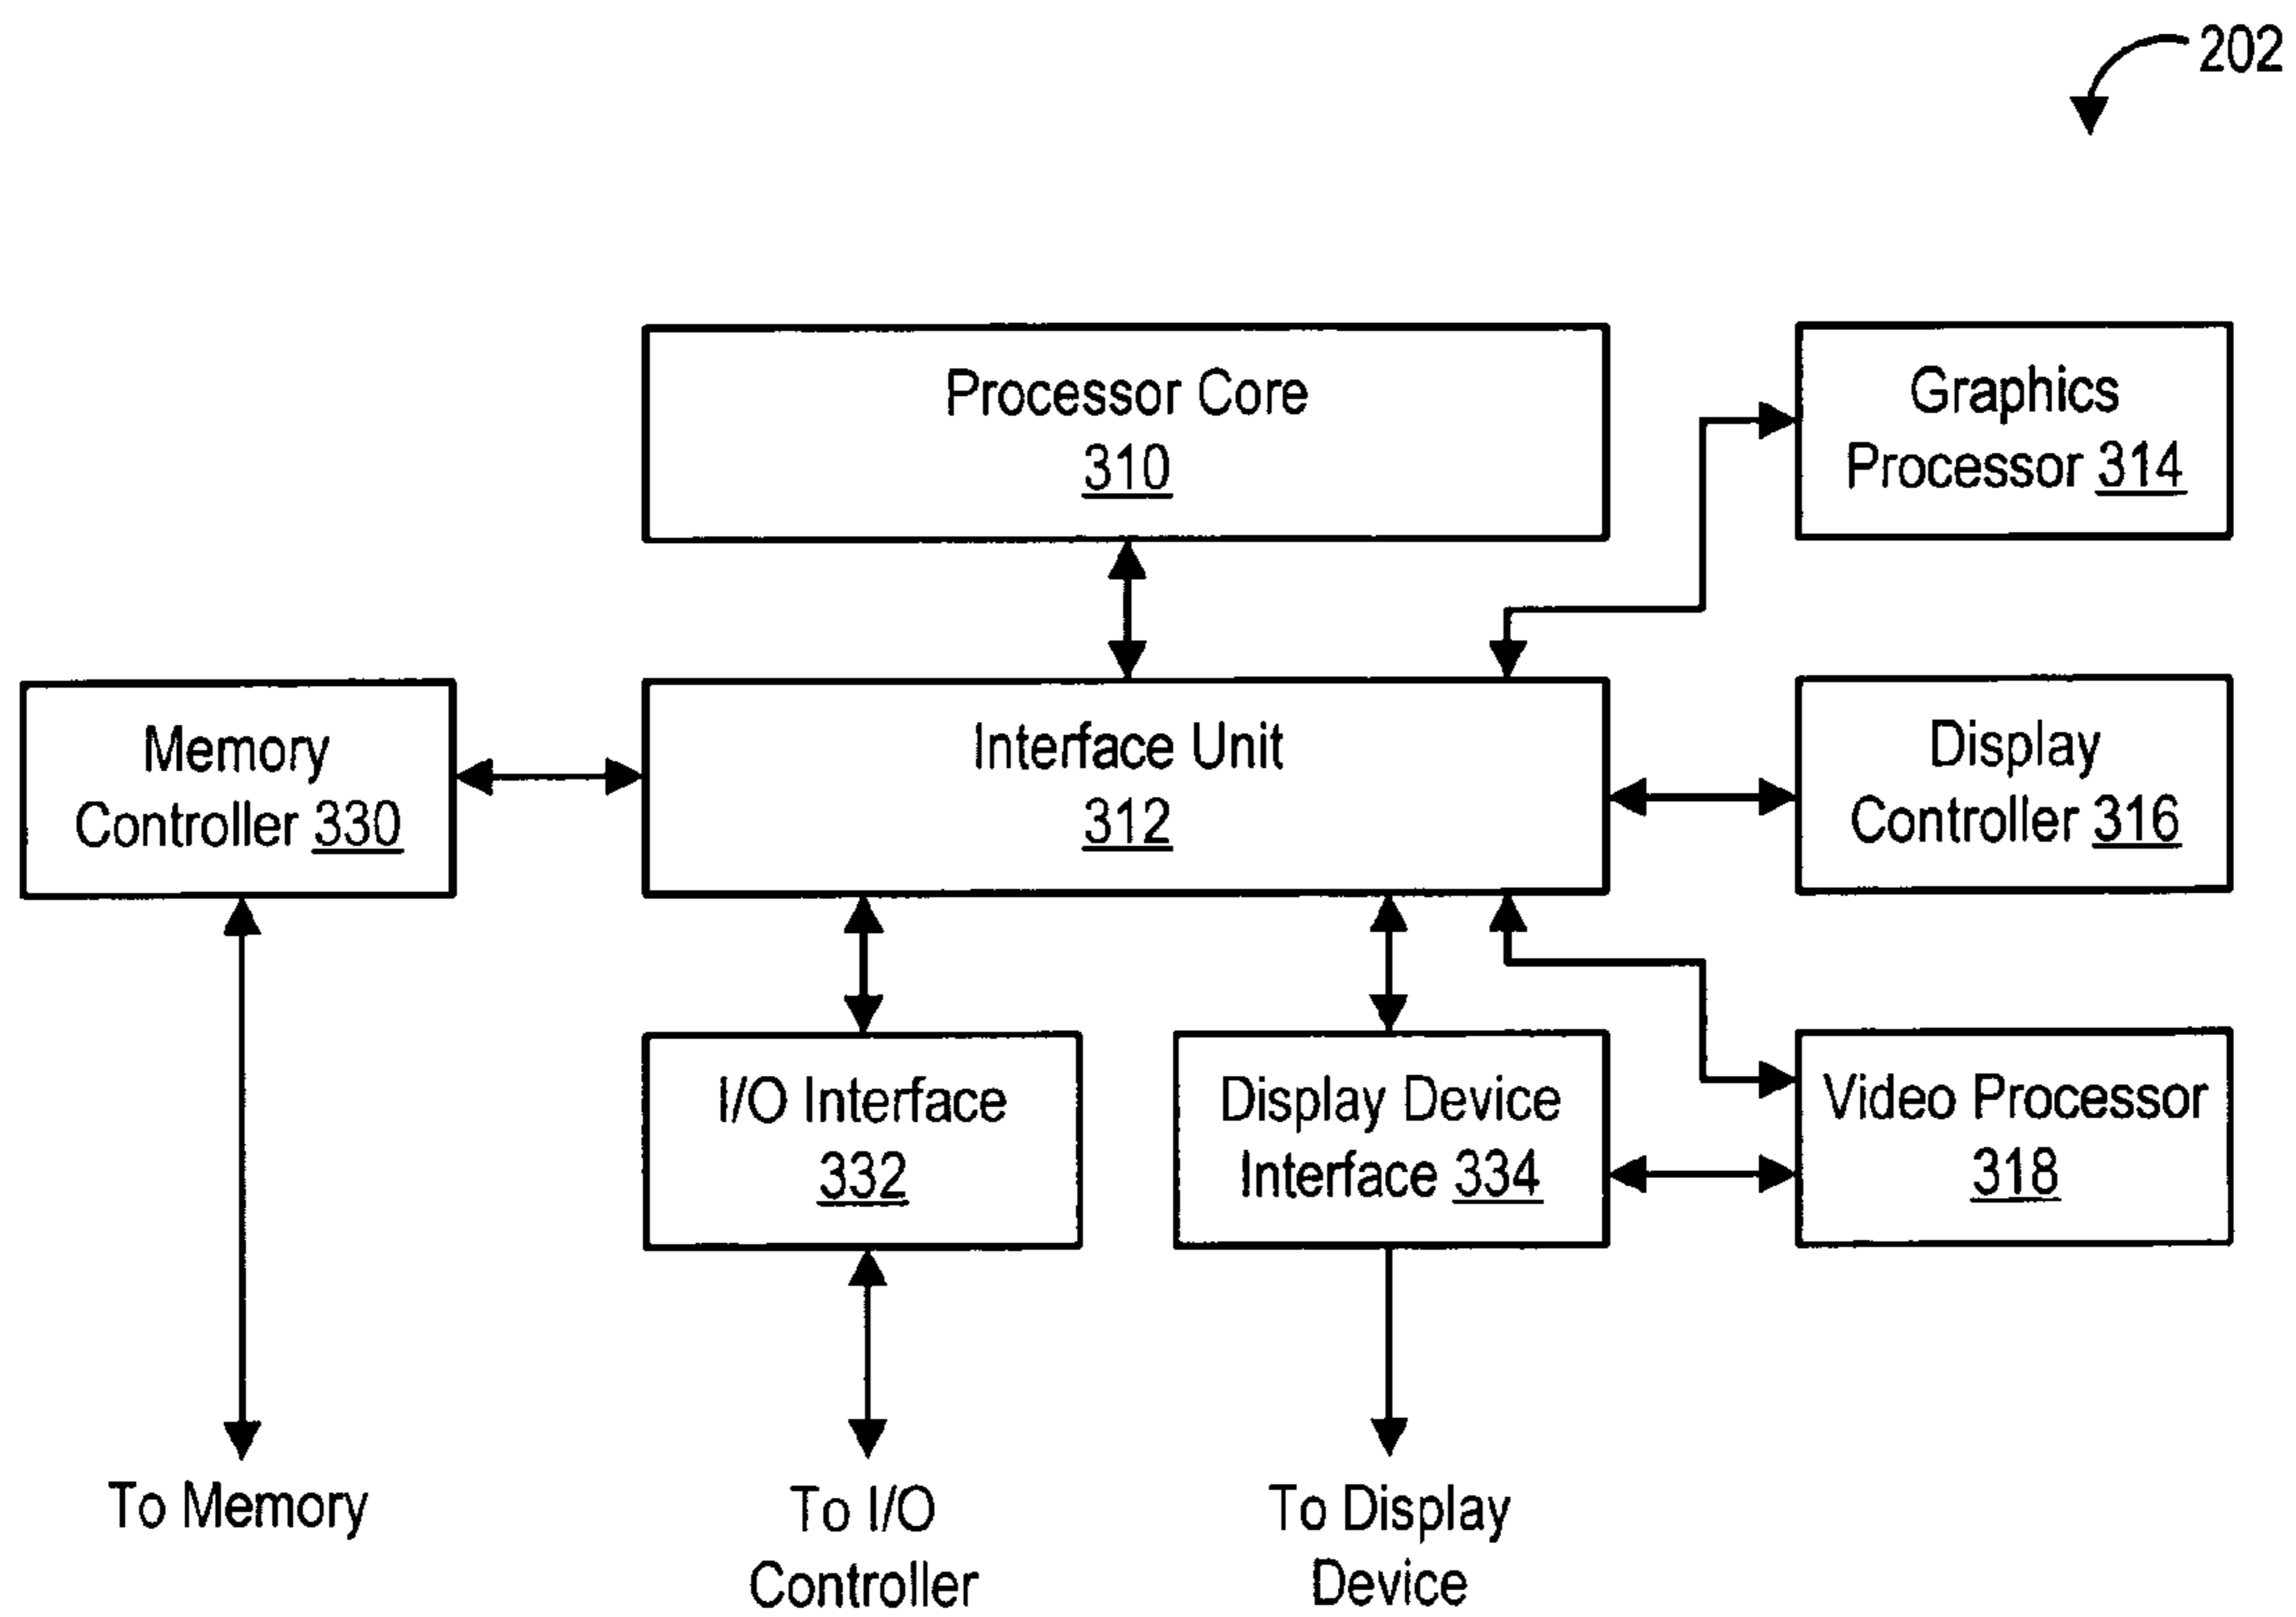 202
Processor Core
310
Graphics
Processor 314
Memory
Controller 330
Interface Unit
312
Display
Controller 316
I/O Interface
332
Display Device
Interface 334
Video Processor
318
To Memory
To I/O
Controller
To Display
Device